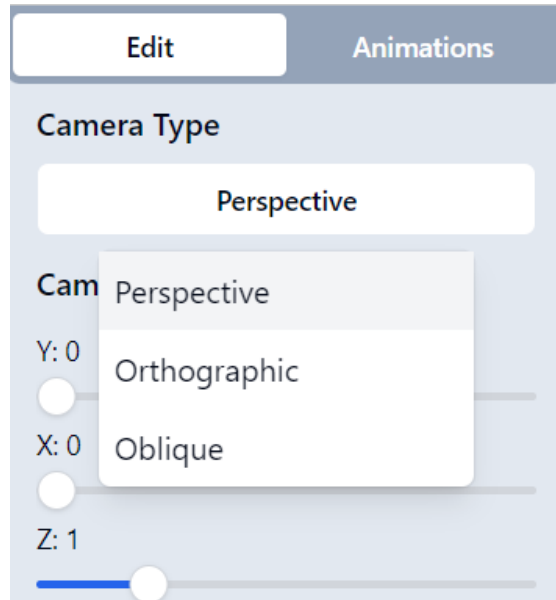 Edit Animations
Camera Type
Perspective
Cam
Perspective
Y: 0
Orthographic
X: 0
Oblique
Z: 1